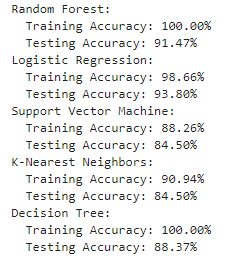 Random Forest:
Training Accuracy: 100.00%
Testing Accuracy: 91.47%
Logistic Regression:
Training Accuracy: 98.66%
Testing Accuracy: 93.80%
Support Vector Machine:
Training Accuracy: 88.26%
Testing Accuracy: 84.50%
K-Nearest Neighbors:
Training Accuracy: 90.94%
Testing Accuracy: 84.50%
Decision Tree:
Training Accuracy: 100.00%
Testing Accuracy: 88.37%